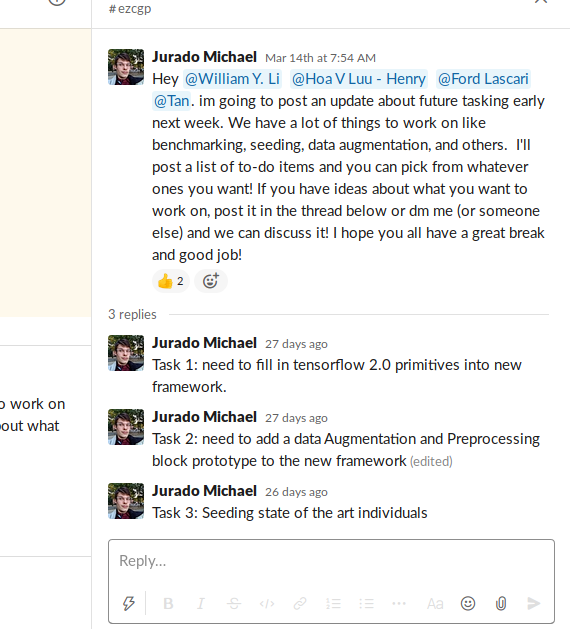 #ezcgp
Jurado Michael Mar 14th at 7:54 AM
Hey @William Y. Li @Hoa V Luu - Henry @Ford Lascari
@Tan. im going to post an update about future tasking early
next week. We have a lot of things to work on like
benchmarking, seeding, data augmentation, and others. I'll
post a list of to-do items and you can pick from whatever
ones you want! If you have ideas about what you want to
work on, post it in the thread below or dm me (or someone
else) and we can discuss it! I hope you all have a great break
and good job!
👍 2
3 replies
Jurado Michael 27 days ago
Task 1: need to fill in tensorflow 2.0 primitives into new
framework.
o work on
out what
Jurado Michael 27 days ago
Task 2: need to add a data Augmentation and Preprocessing
block prototype to the new framework (edited)
Jurado Michael 26 days ago
Task 3: Seeding state of the art individuals
Reply...
B I S </> Aa